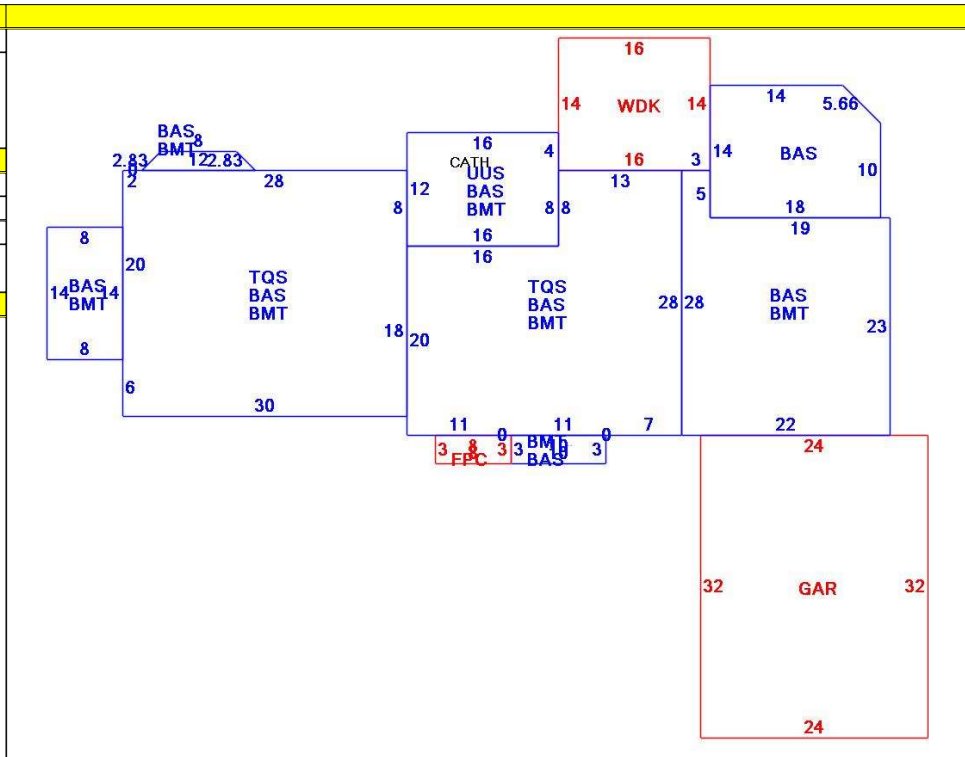 16
14 WDK 14
14 5.66
BAS 8
BMT
16 4
2.83 12 2.83
CATH
16 3
14 BAS
10
0
2 28
12 UUS
BAS
BMT
13
5
8 8 8
18
19
8
16
16
20
14 BAS 14
BMT
TQS
BAS
BMT
TQS
BAS
BMT
28 28
BAS
BMT
23
18 20
8
6
30
11 0 11 0 7
22
24
3 8 3
FPC
3 BMT 3
BAS
10
32 GAR 32
24